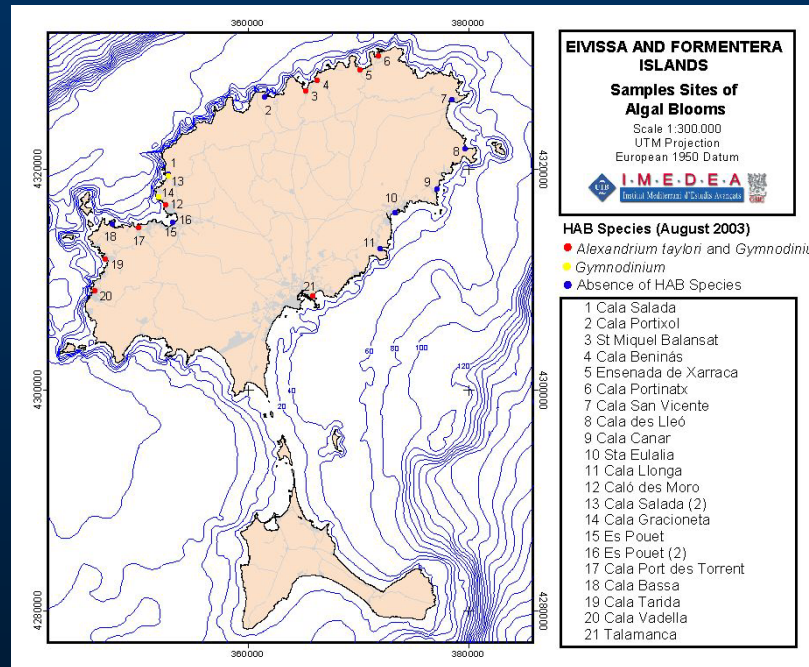 EIVISSA AND FORMENTERA
ISLANDS
Samples Sites of
Algal Blooms
Scale 1:300.000
UTM Projection
European 1950 Datum
UIB
I·M·E·D·E·A
Institut Mediterrani d'Estudis Avançats
CSIC
HAB Species (August 2003)
Alexandrium taylori and Gymnodiniu
Gymnodinium
Absence of HAB Species
1 Cala Salada
2 Cala Portixol
3 St Miquel Balansat
4 Cala Beninás
5 Ensenada de Xarraca
6 Cala Portinatx
7 Cala San Vicente
8 Cala des Lleó
9 Cala Canar
10 Sta Eulalia
11 Cala Llonga
12 Caló des Moro
13 Cala Salada (2)
14 Cala Gracioneta
15 Es Pouet
16 Es Pouet (2)
17 Cala Port des Torrent
18 Cala Bassa
19 Cala Tarida
20 Cala Vadella
21 Talamanca
360000
380000
6
5
4
3
2
7
8
4320000
4320000
1
13
14
12
9
10
16
15
18
17
11
19
20
21
60
80
100
120
40
20
4300000
4300000
4280000
4280000
360000
380000